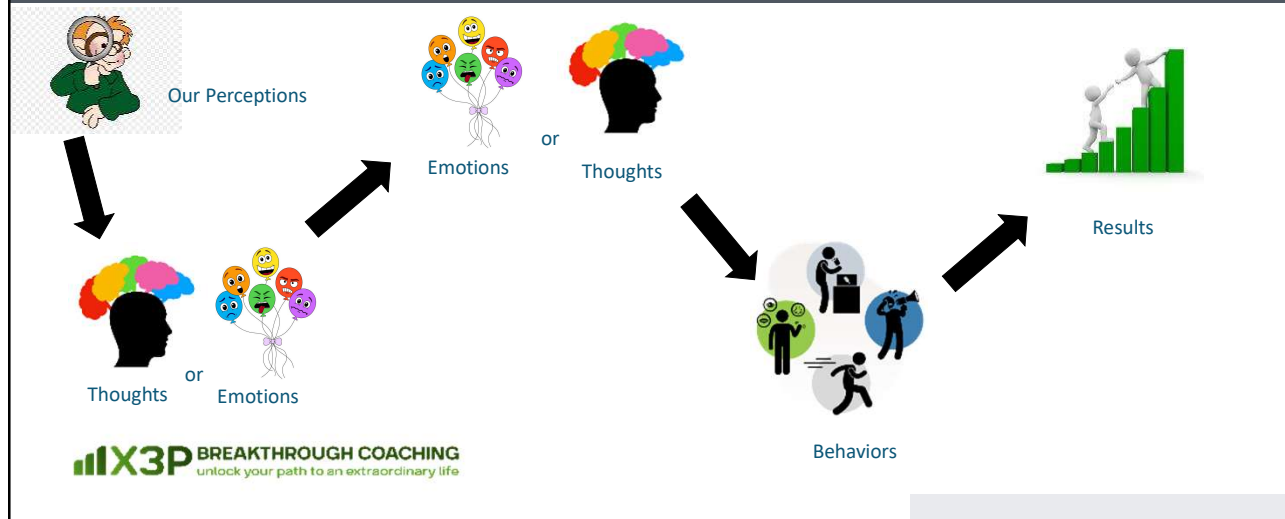 Our Perceptions
Thoughts
or
Emotions
Emotions
or
Thoughts
Behaviors
Results
X3P BREAKTHROUGH COACHING
unlock your path to an extraordinary life